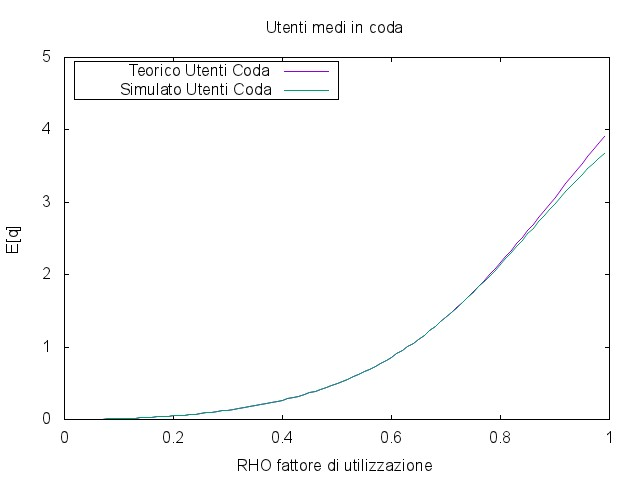 Utenti medi in coda
5
Teorico Utenti Coda
Simulato Utenti Coda
4
3
E[q]
2
1
0
0 0.2 0.4 0.6 0.8 1
RHO fattore di utilizzazione